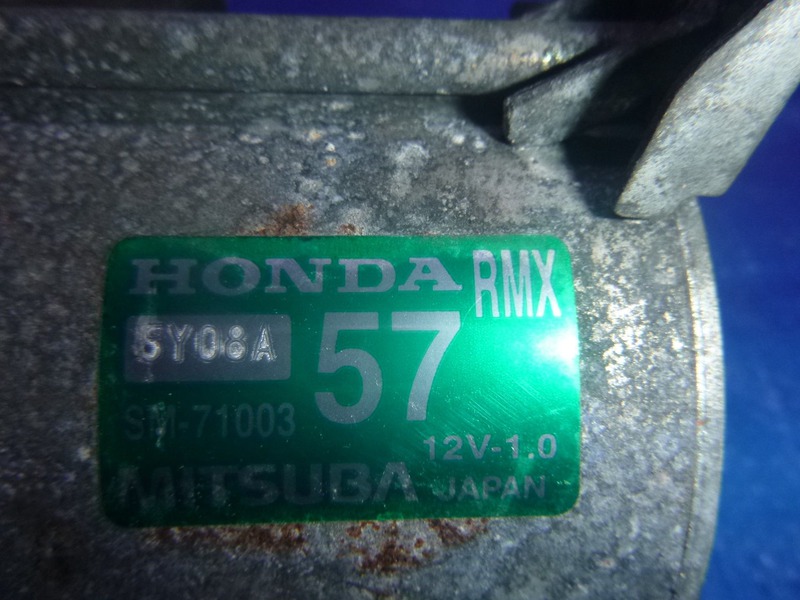 HONDA RMX
5Y08A 57
SM-71003
12V-1.0
MITSUBA JAPAN